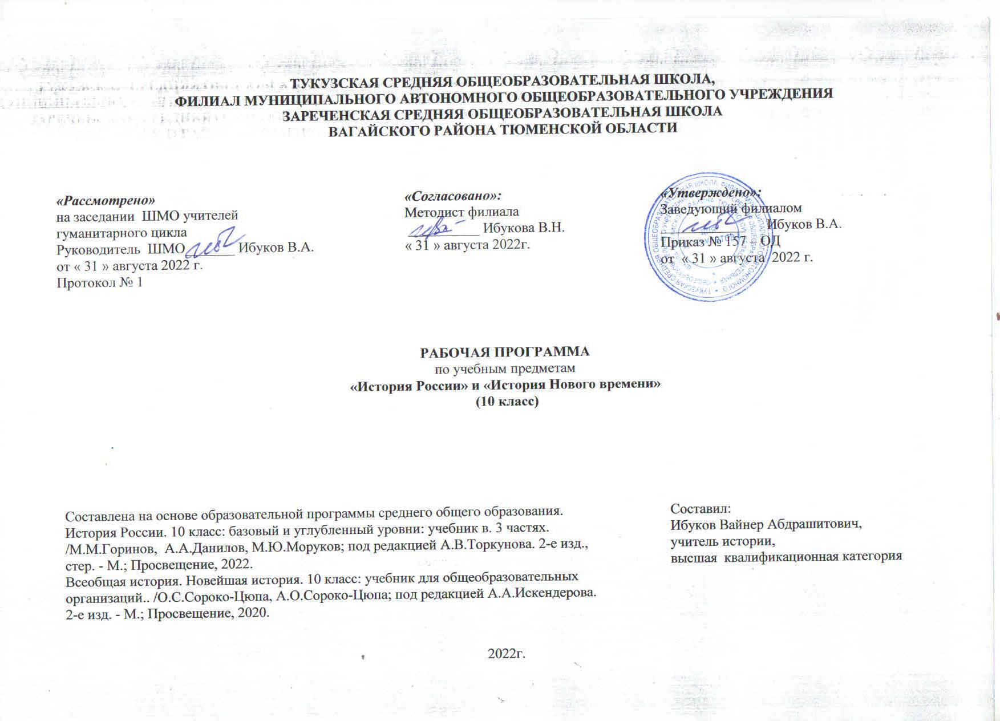 ТУКУЗСКАЯ СРЕДНЯЯ ОБЩЕОБРАЗОВАТЕЛЬНАЯ ШКОЛА,
ФИЛИАЛ МУНИЦИПАЛЬНОГО АВТОНОМНОГО ОБЩЕОБРАЗОВАТЕЛЬНОГО УЧРЕЖДЕНИЯ
ЗАРЕЧЕНСКАЯ СРЕДНЯЯ ОБЩЕОБРАЗОВАТЕЛЬНАЯ ШКОЛА
ВАГАЙСКОГО РАЙОНА ТЮМЕНСКОЙ ОБЛАСТИ
«Рассмотрено»
на заседании ШМО учителей
гуманитарного цикла
Руководитель ШМО_______ Ибуков В.А.
от « 31 » августа 2022 г.
Протокол № 1
«Согласовано»:
Методист филиала
__________ Ибукова В.Н.
« 31 » августа 2022г.
«Утверждено»:
Заведующий филиалом
____________ Ибуков В.А.
Приказ № 157 – ОД
от « 31 » августа 2022 г.
РАБОЧАЯ ПРОГРАММА
по учебным предметам
«История России» и «История Нового времени»
(10 класс)
Составлена на основе образовательной программы среднего общего образования.
История России. 10 класс: базовый и углубленный уровни: учебник в. 3 частях.
/М.М.Горинов, А.А.Данилов, М.Ю.Моруков; под редакцией А.В.Торкунова. 2-е изд.,
стер. - М.; Просвещение, 2022.
Всеобщая история. Новейшая история. 10 класс: учебник для общеобразовательных
организаций.. /О.С.Сороко-Цюпа, А.О.Сороко-Цюпа; под редакцией А.А.Искендерова.
2-е изд. - М.; Просвещение, 2020.
Составил:
Ибуков Вайнер Абдрашитович,
учитель истории,
высшая квалификационная категория
2022г.